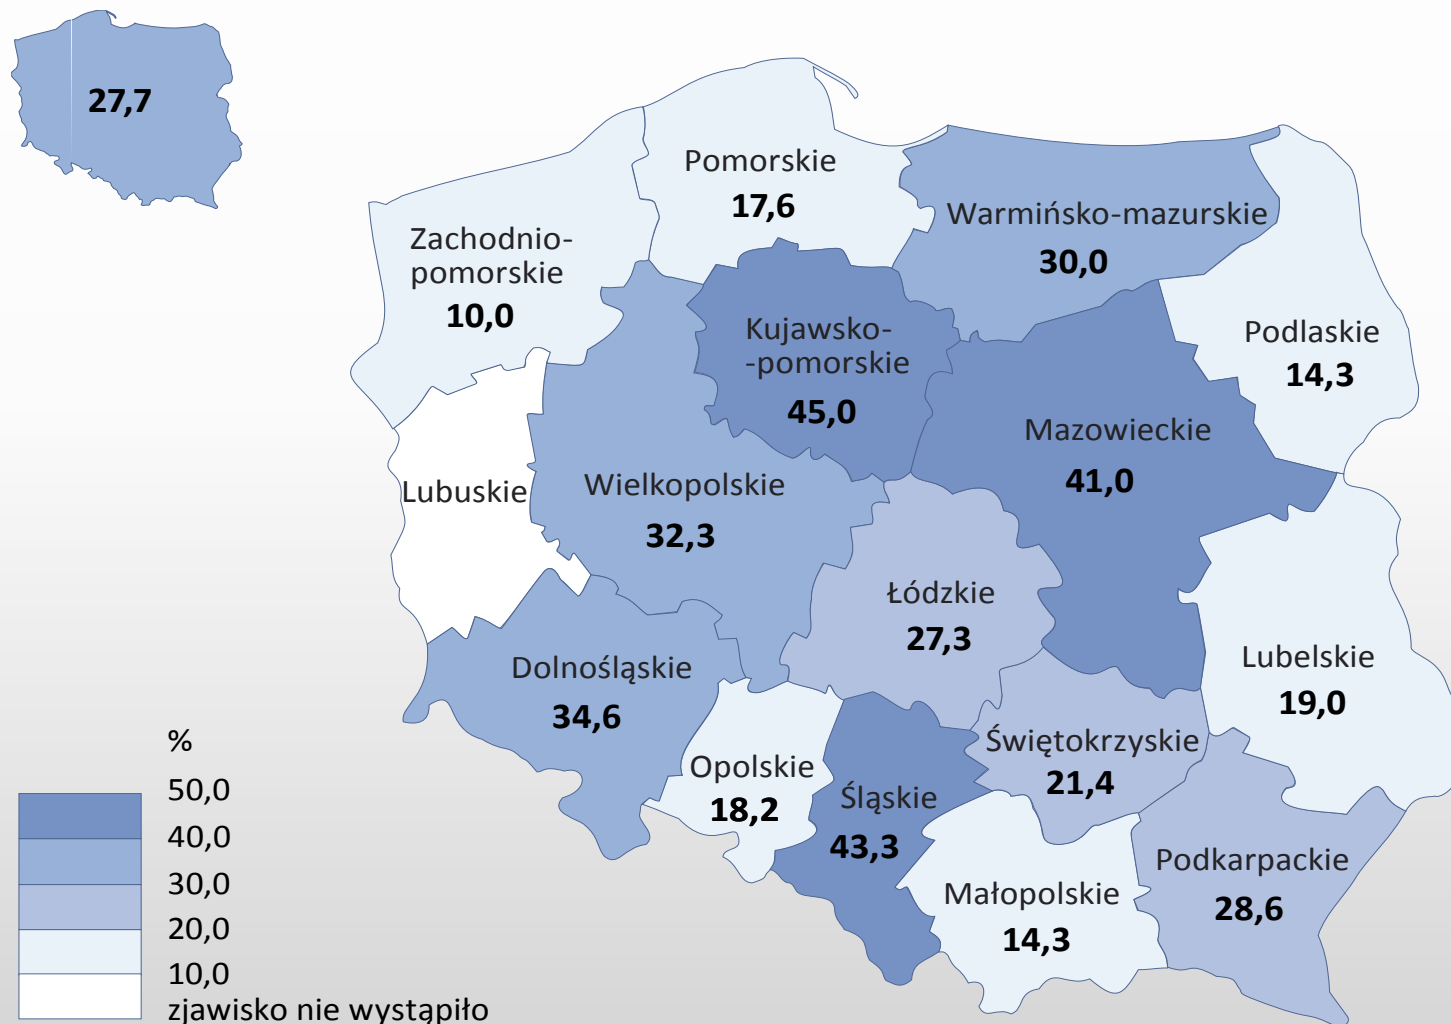 27,7
Pomorskie
17,6
Warmińsko-mazurskie
30,0
Zachodnio-
pomorskie
10,0
Kujawsko-
-pomorskie
45,0
Podlaskie
14,3
Mazowieckie
41,0
Lubuskie
Wielkopolskie
32,3
Łódzkie
27,3
Lubelskie
19,0
Dolnośląskie
34,6
Opolskie
18,2
Śląskie
43,3
Świętokrzyskie
21,4
Małopolskie
14,3
Podkarpackie
28,6
%
50,0
40,0
30,0
20,0
10,0
zjawisko nie wystąpiło